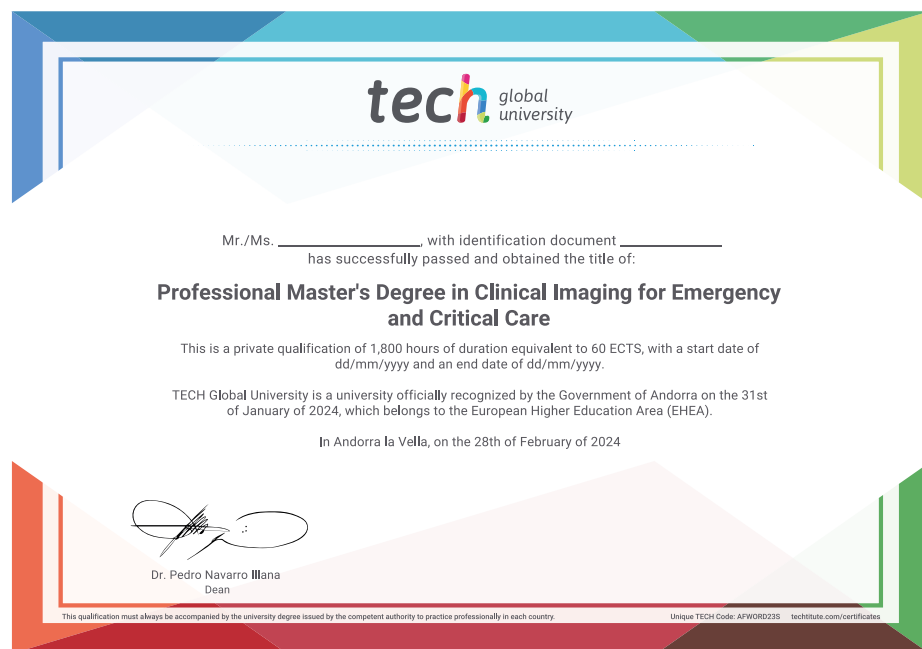 tech global
university
Mr./Ms. ____________________, with identification document ______________
has successfully passed and obtained the title of:
Professional Master's Degree in Clinical Imaging for Emergency
and Critical Care
This is a private qualification of 1,800 hours of duration equivalent to 60 ECTS, with a start date of
dd/mm/yyyy and an end date of dd/mm/yyyy.
TECH Global University is a university officially recognized by the Government of Andorra on the 31st
of January of 2024, which belongs to the European Higher Education Area (EHEA).
In Andorra la Vella, on the 28th of February of 2024
Dr. Pedro Navarro Illana
Dean
This qualification must always be accompanied by the university degree issued by the competent authority to practice professionally in each country.
Unique TECH Code: AFWORD23S techtitute.com/certificates